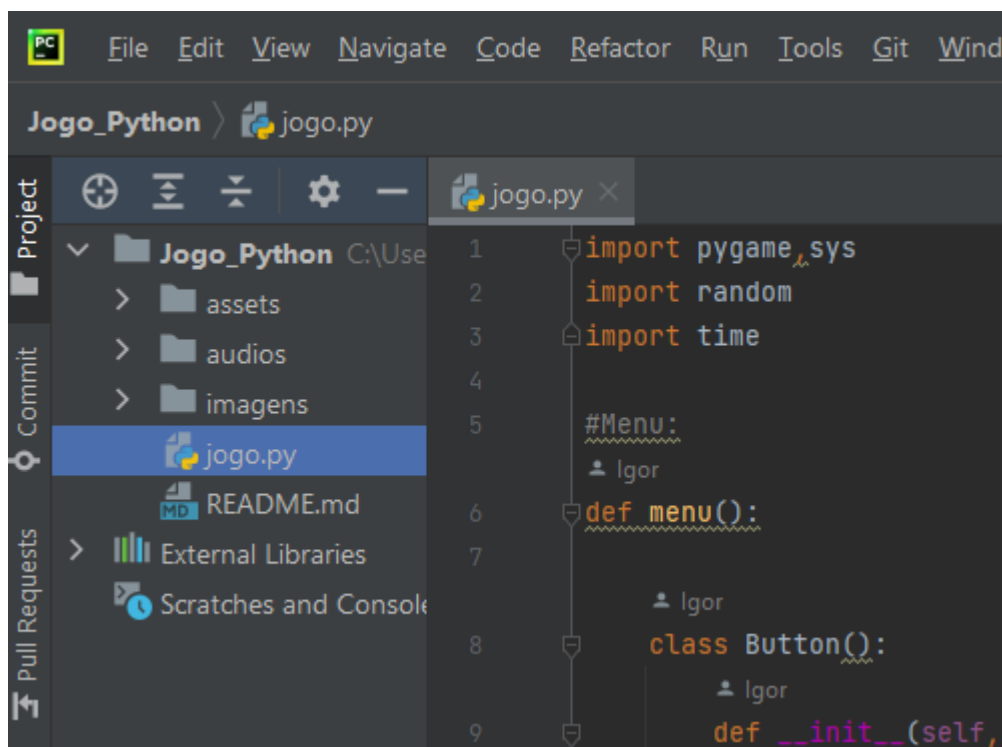 PC File Edit View Navigate Code Refactor Run Tools Git Wind
Jogo_Python jogo.py
Project
Commit
Pull Requests
Jogo_Python C:\Use
assets
audios
imagens
jogo.py
MD README.md
External Libraries
Scratches and Console
jogo.py
1 import pygame,sys
2 import random
3 import time
4
5 #Menu:
Igor
6 def menu():
7
Igor
8 class Button():
Igor
9 def __init__(self,